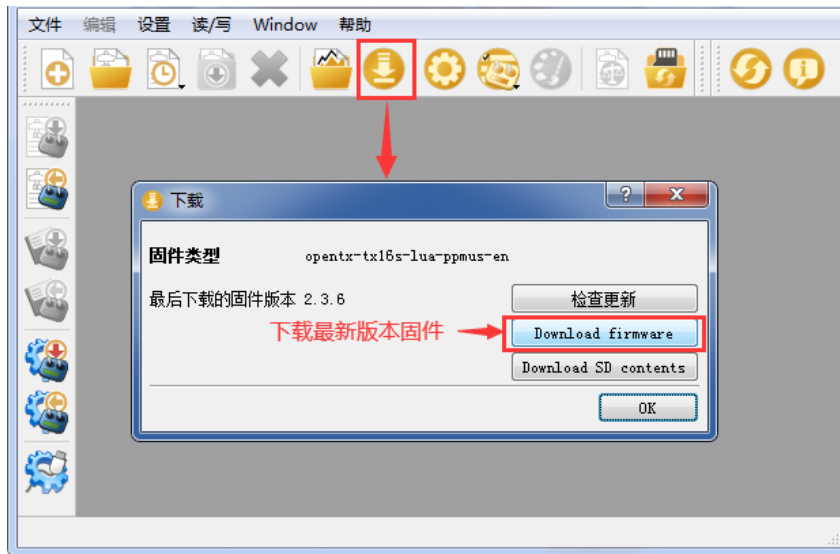 文件 编辑 设置 读/写 Window 帮助
下载
固件类型 opentx-tx16s-lua-ppmus-en
最后下载的固件版本 2.3.6 检查更新
下载最新版本固件 Download firmware
Download SD contents
OK